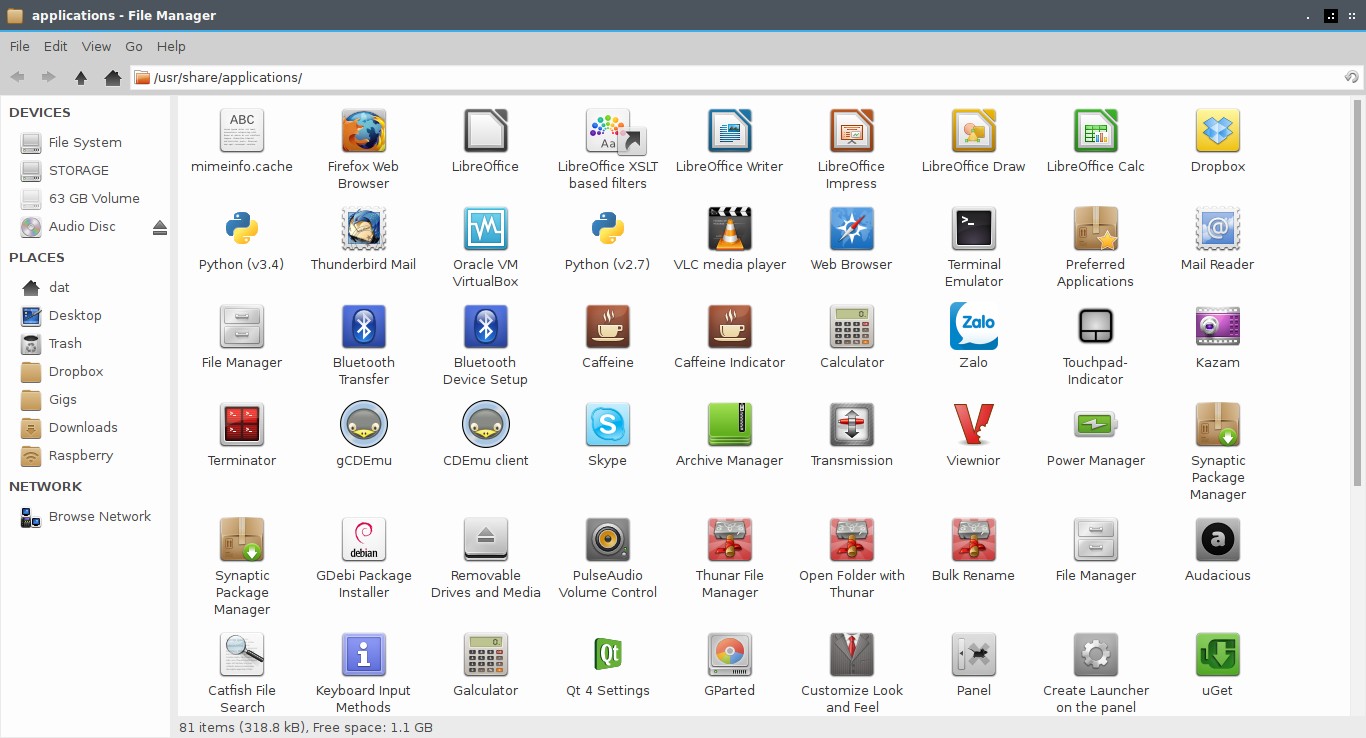 applications - File Manager
File Edit View Go Help
/usr/share/applications/
DEVICES
File System
STORAGE
63 GB Volume
Audio Disc
PLACES
dat
Desktop
Trash
Dropbox
Gigs
Downloads
Raspberry
NETWORK
Browse Network
ABC
mimeinfo.cache
Firefox Web
Browser
LibreOffice
Aa
LibreOffice XSLT
based filters
LibreOffice Writer
LibreOffice
Impress
LibreOffice Draw
LibreOffice Calc
Dropbox
Python (v3.4)
Thunderbird Mail
Oracle VM
VirtualBox
Python (v2.7)
VLC media player
Web Browser
>_
Terminal
Emulator
Preferred
Applications
@
Mail Reader
File Manager
Bluetooth
Transfer
Bluetooth
Device Setup
Caffeine
Caffeine Indicator
0.
Calculator
Zalo
Zalo
Touchpad-
Indicator
Kazam
Terminator
gCDEmu
CDEmu client
S
Skype
Archive Manager
Transmission
Viewnior
Power Manager
Synaptic
Package
Manager
Synaptic
Package
Manager
debian
GDebi Package
Installer
Removable
Drives and Media
PulseAudio
Volume Control
Thunar File
Manager
Open Folder with
Thunar
Bulk Rename
File Manager
a
Audacious
Catfish File
Search
i
Keyboard Input
Methods
0.
Galculator
Qt
Qt 4 Settings
GParted
Customize Look
and Feel
Panel
Create Launcher
on the panel
uGet
81 items (318.8 kB), Free space: 1.1 GB